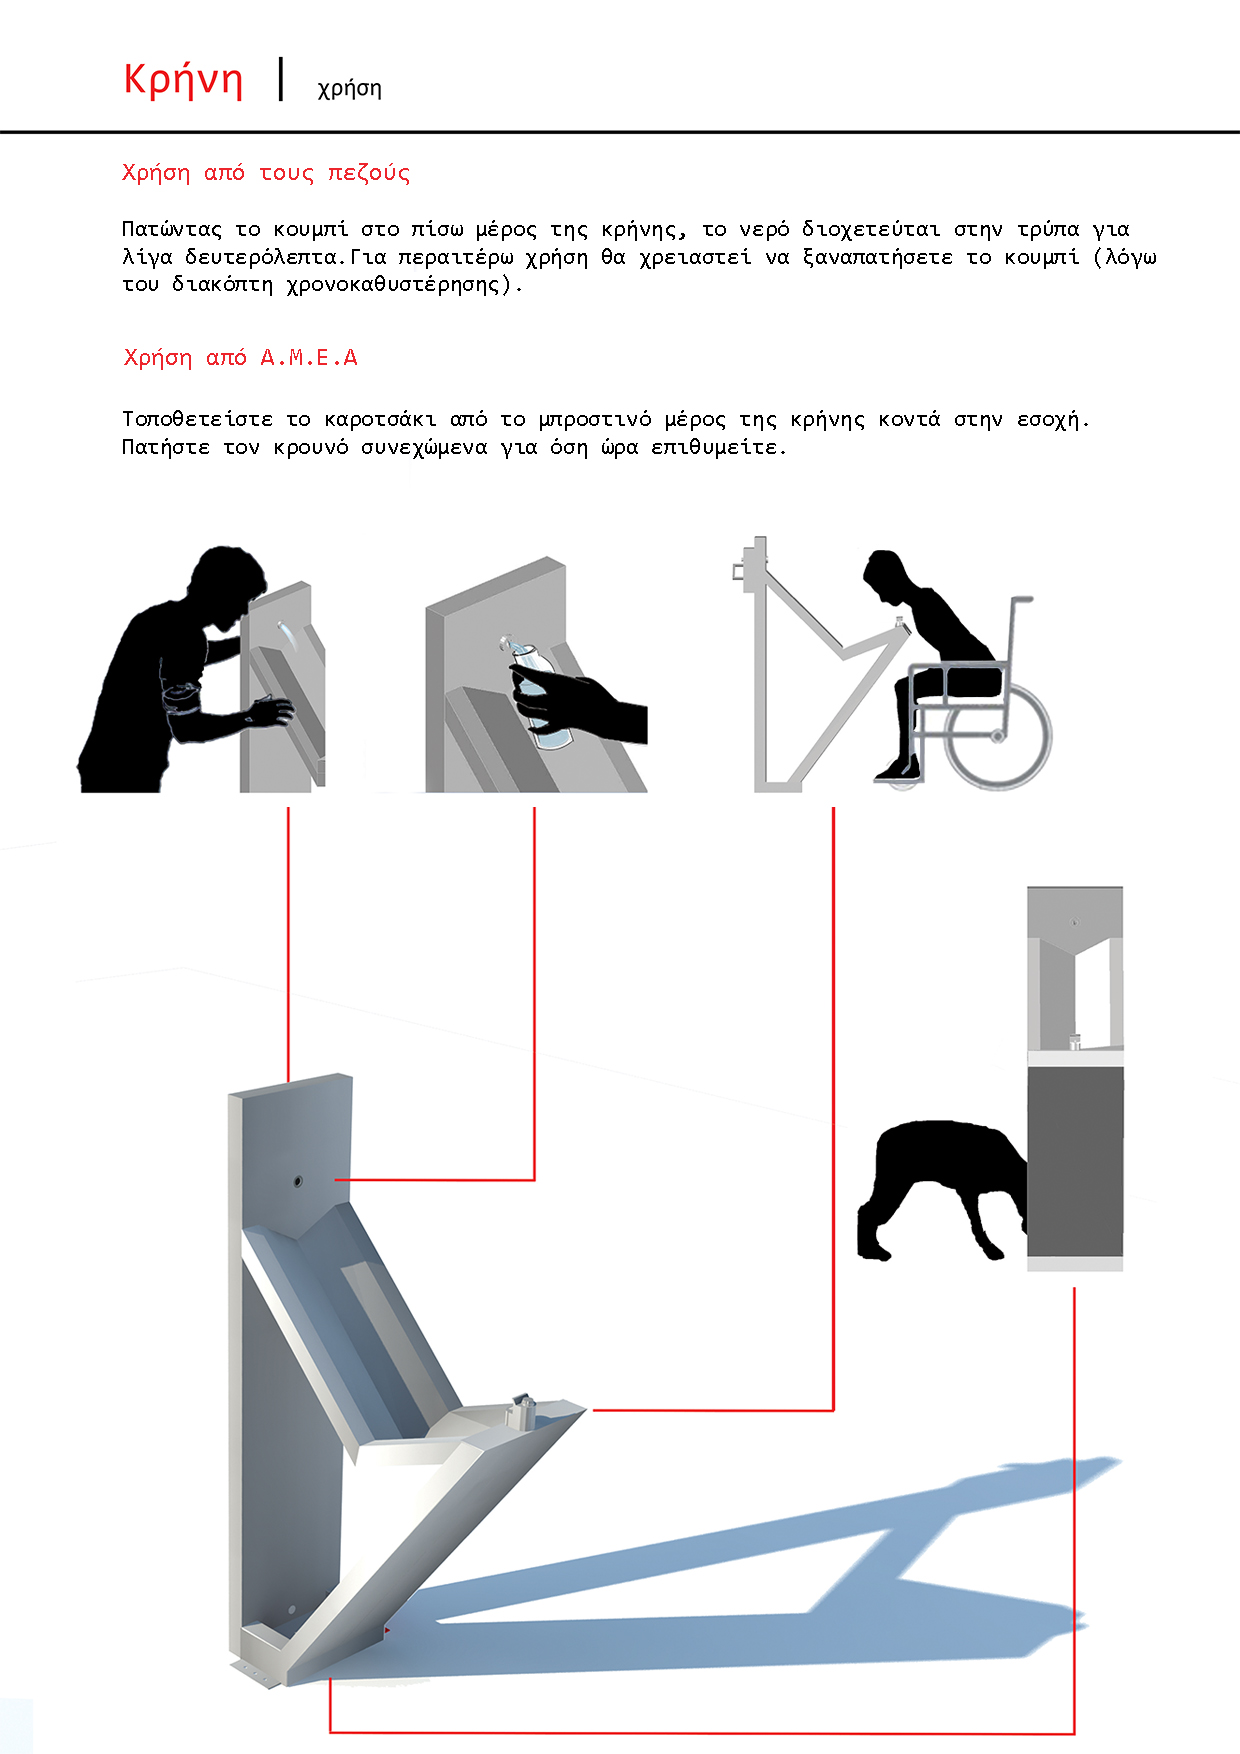 Κρήνη | χρήση
Χρήση από τους πεζούς
Πατώντας το κουμπί στο πίσω μέρος της κρήνης, το νερό διοχετεύται στην τρύπα για
λίγα δευτερόλεπτα.Για περαιτέρω χρήση θα χρειαστεί να ξαναπατήσετε το κουμπί (λόγω
του διακόπτη χρονοκαθυστέρησης).
Χρήση από Α.Μ.Ε.Α
Τοποθετείστε το καροτσάκι από το μπροστινό μέρος της κρήνης κοντά στην εσοχή.
Πατήστε τον κρουνό συνεχώμενα για όση ώρα επιθυμείτε.